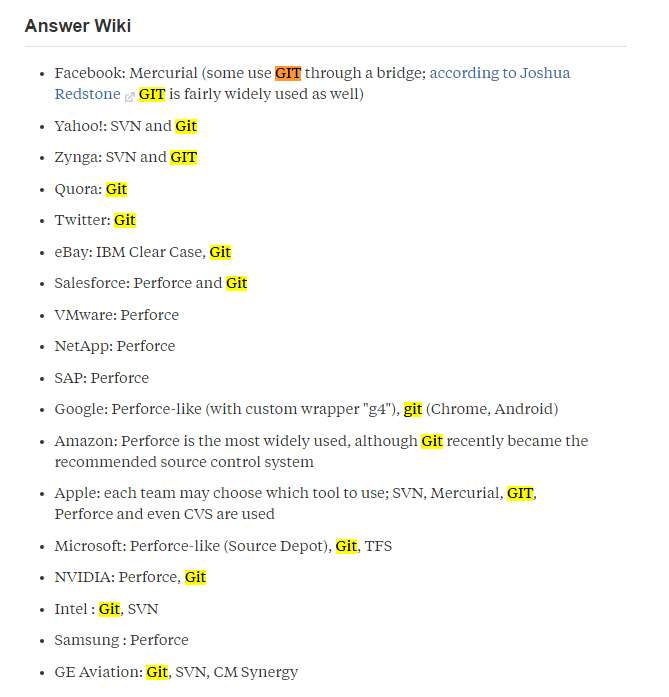 Answer Wiki
• Facebook: Mercurial (some use GIT through a bridge; according to Joshua
Redstone GIT is fairly widely used as well)
• Yahoo!: SVN and Git
• Zynga: SVN and GIT
• Quora: Git
• Twitter: Git
• eBay: IBM Clear Case, Git
• Salesforce: Perforce and Git
• VMware: Perforce
• NetApp: Perforce
• SAP: Perforce
• Google: Perforce-like (with custom wrapper "g4"), git (Chrome, Android)
• Amazon: Perforce is the most widely used, although Git recently became the
recommended source control system
• Apple: each team may choose which tool to use; SVN, Mercurial, GIT,
Perforce and even CVS are used
• Microsoft: Perforce-like (Source Depot), Git, TFS
• NVIDIA: Perforce, Git
• Intel : Git, SVN
• Samsung : Perforce
• GE Aviation: Git, SVN, CM Synergy